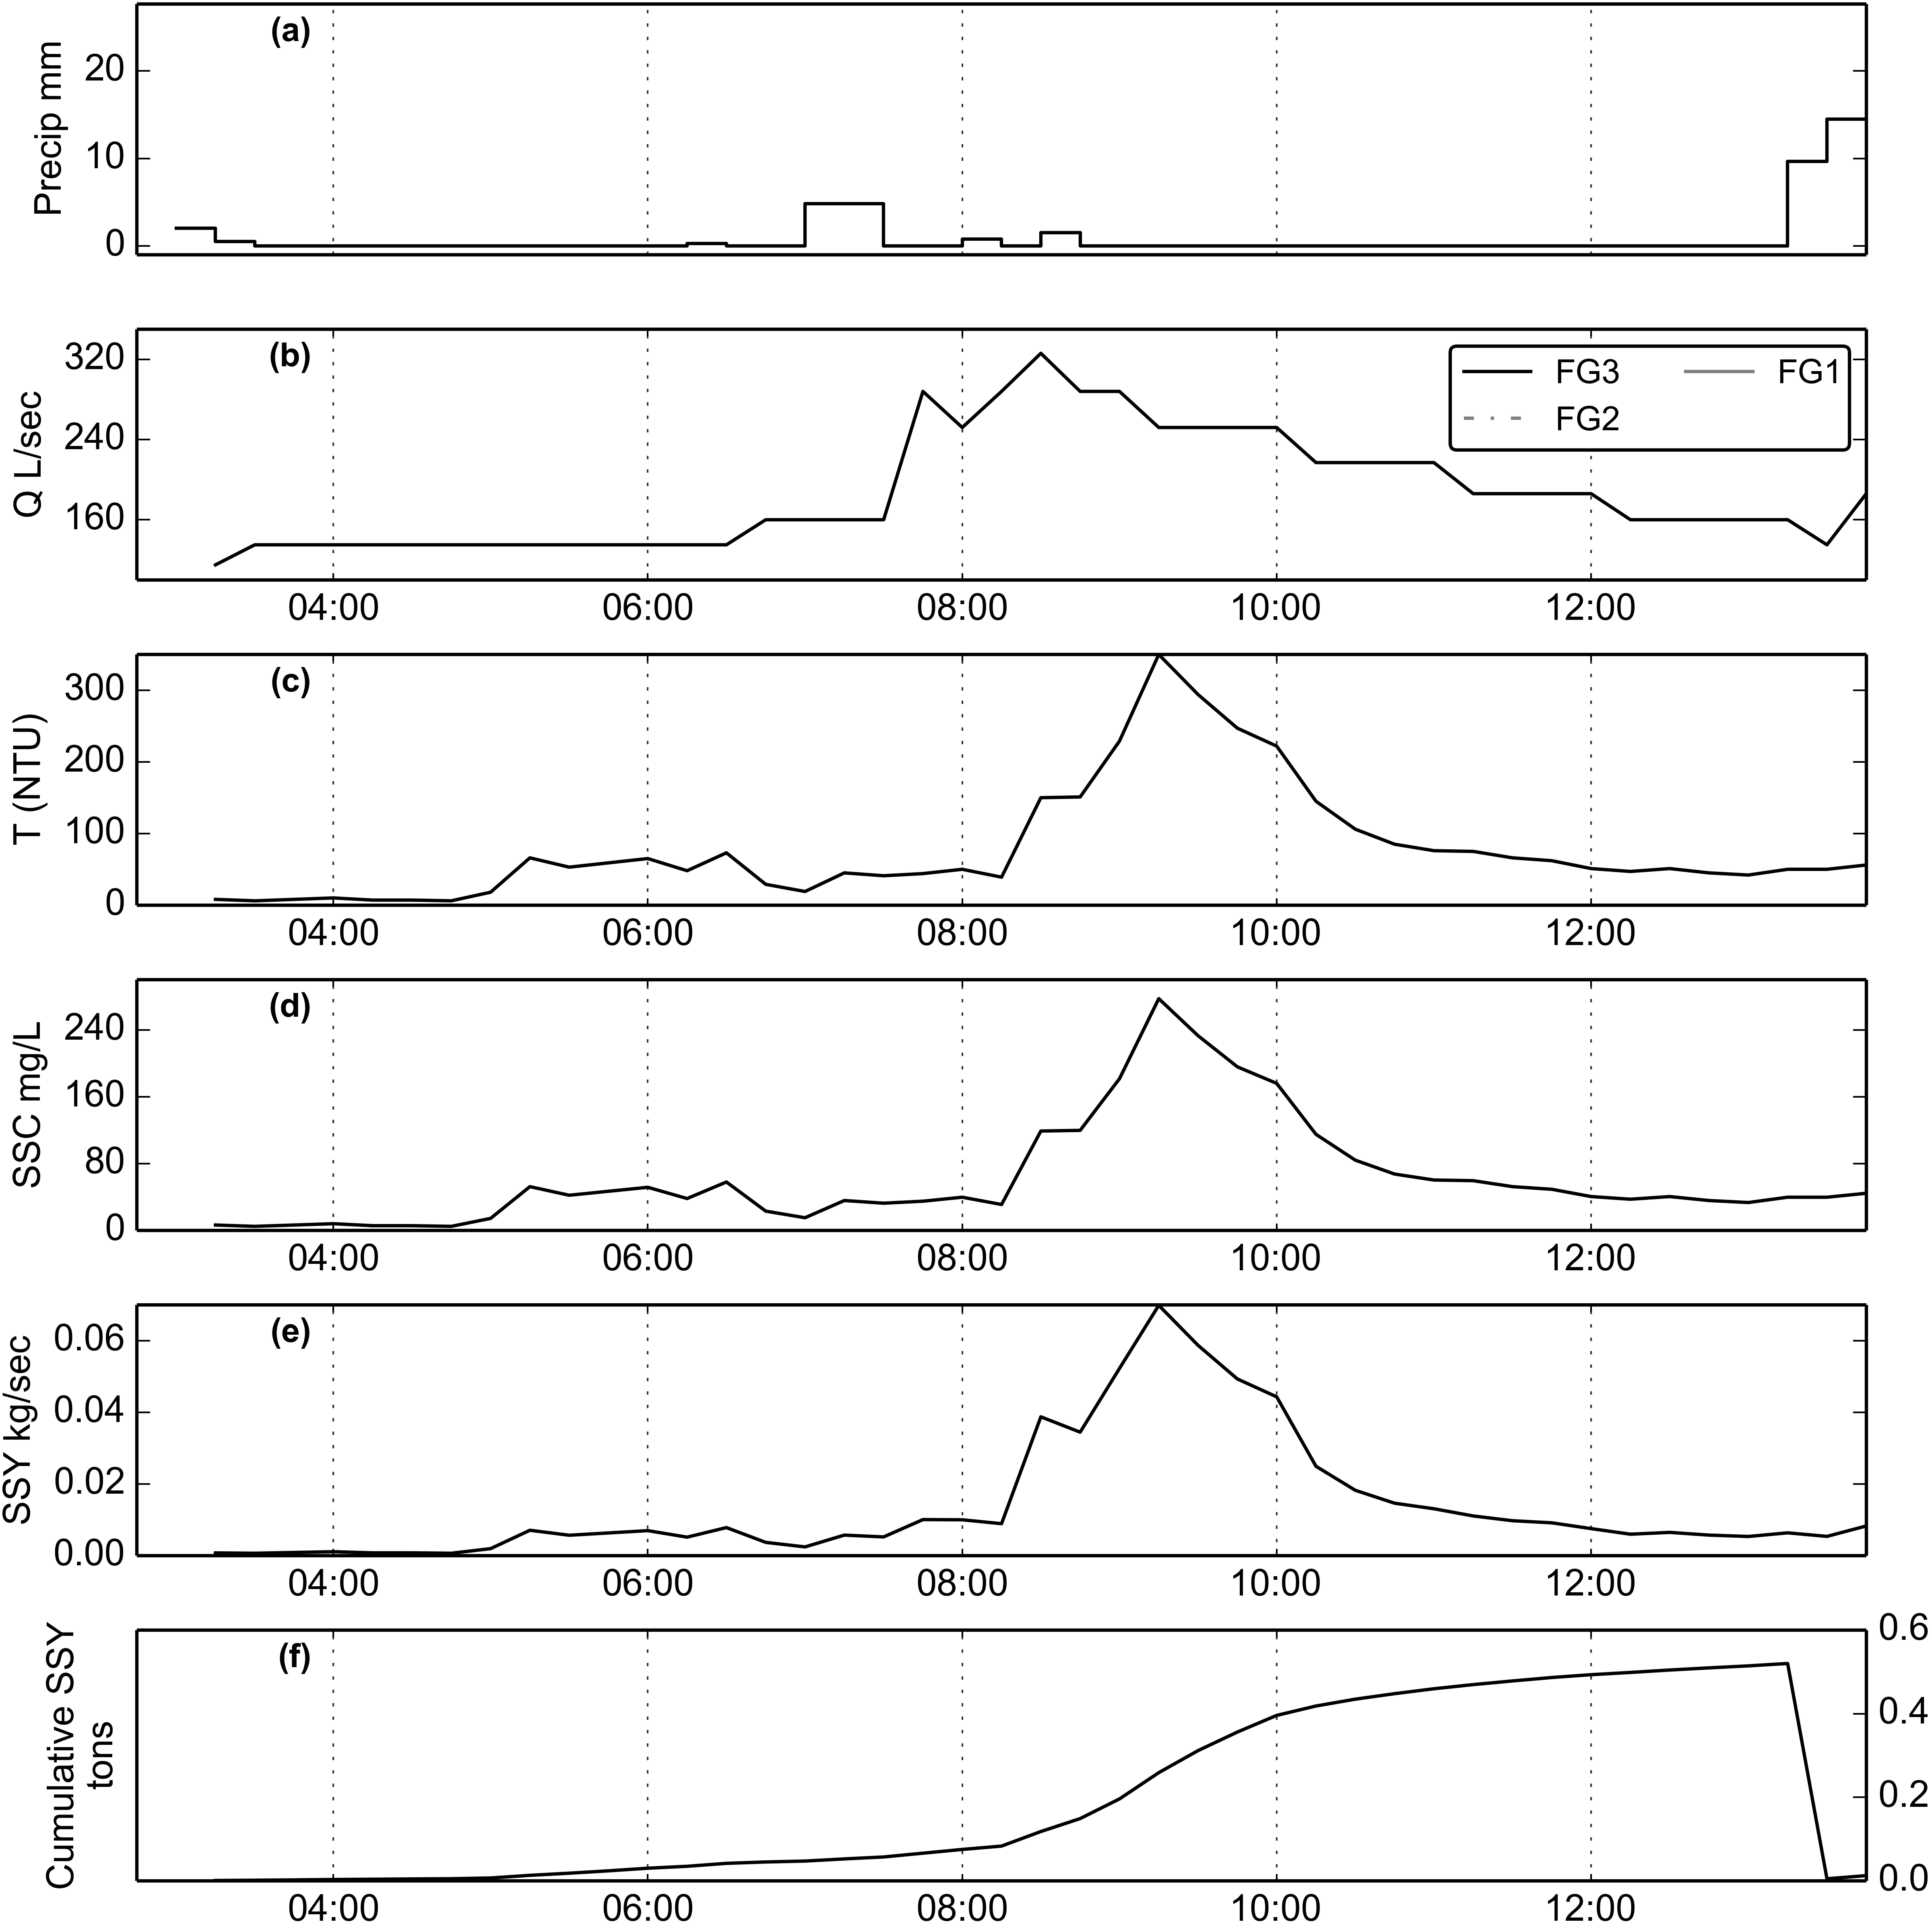 (a)
Precip mm
20
10
0
(b)
Q L/sec
320
240
160
FG3 FG1
FG2
04:00 06:00 08:00 10:00 12:00
(c)
T (NTU)
300
200
100
0
04:00 06:00 08:00 10:00 12:00
(d)
SSC mg/L
240
160
80
0
04:00 06:00 08:00 10:00 12:00
(e)
SSY kg/sec
0.06
0.04
0.02
0.00
04:00 06:00 08:00 10:00 12:00
(f)
Cumulative SSY
tons
0.6
0.4
0.2
0.0
04:00 06:00 08:00 10:00 12:00